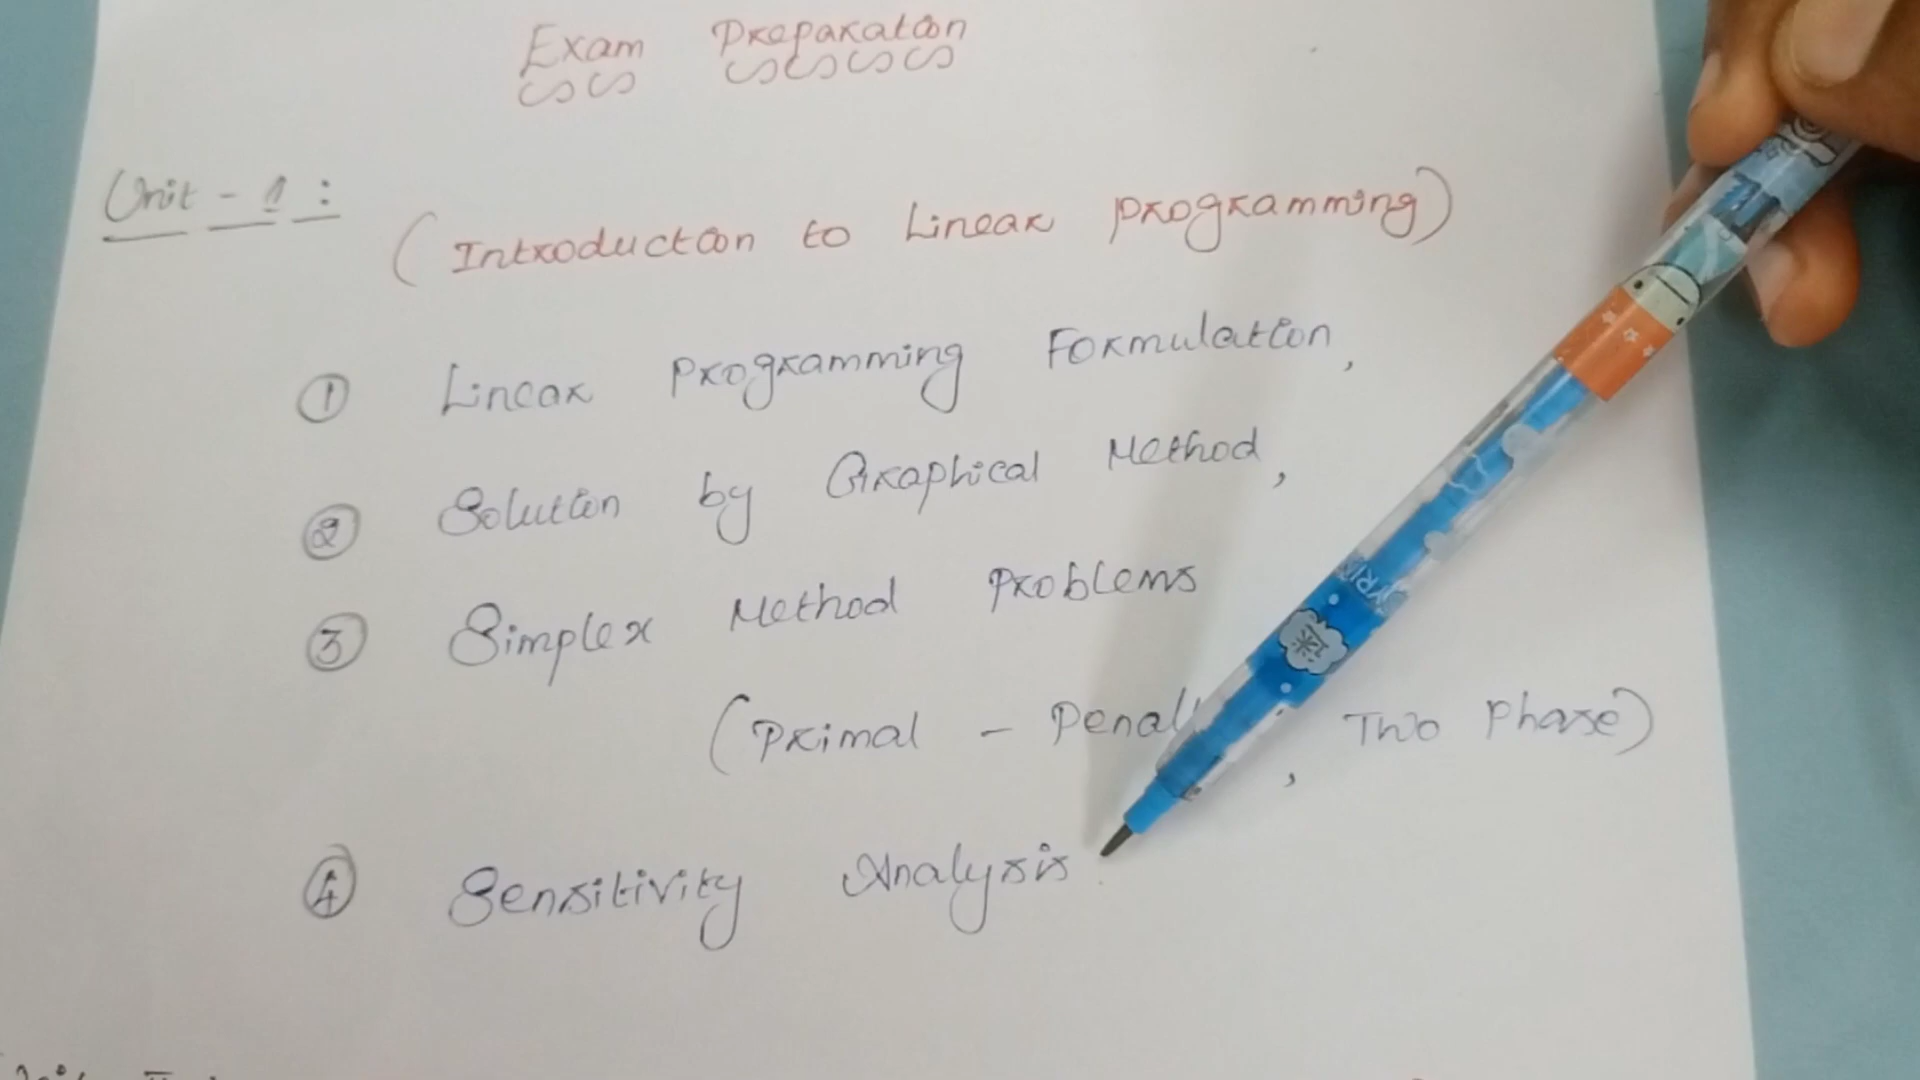 Exam Preparation
Unit - 1 :
(Introduction to Linear programming)
① Linear programming Formulation,
② Solution by Graphical Method,
③ Simplex Method problems
(Primal - , Two phase)
④ Sensitivity Analysis